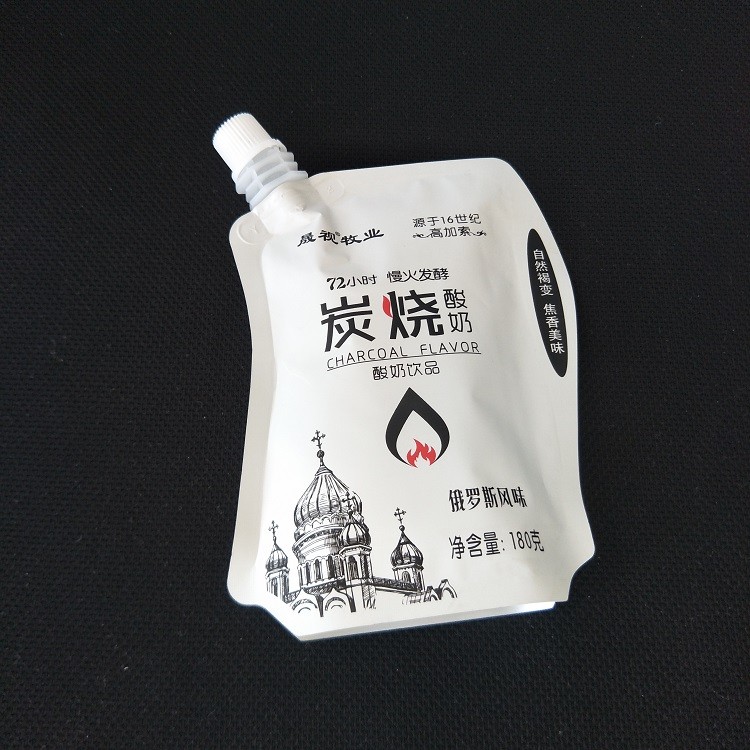 晟视牧业
源于16世纪
高加索
72小时 慢火发酵
炭烧酸奶
CHARCOAL FLAVOR
酸奶饮品
自然褐变 焦香美味
俄罗斯风味
净含量:180克